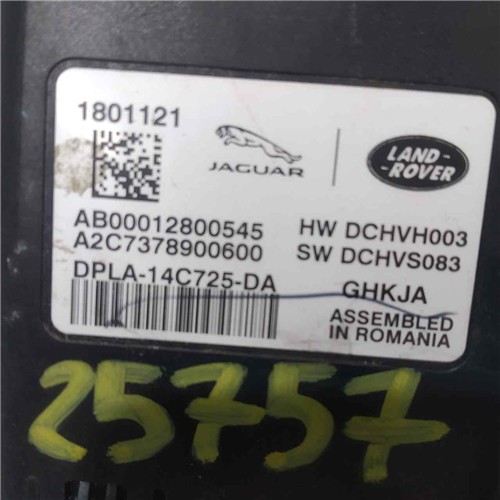 1801121
JAGUAR
LAND-
-ROVER
AB00012800545
A2C7378900600
DPLA-14C725-DA
HW DCHVH003
SW DCHVS083
GHKJA
ASSEMBLED
IN ROMANIA
25757